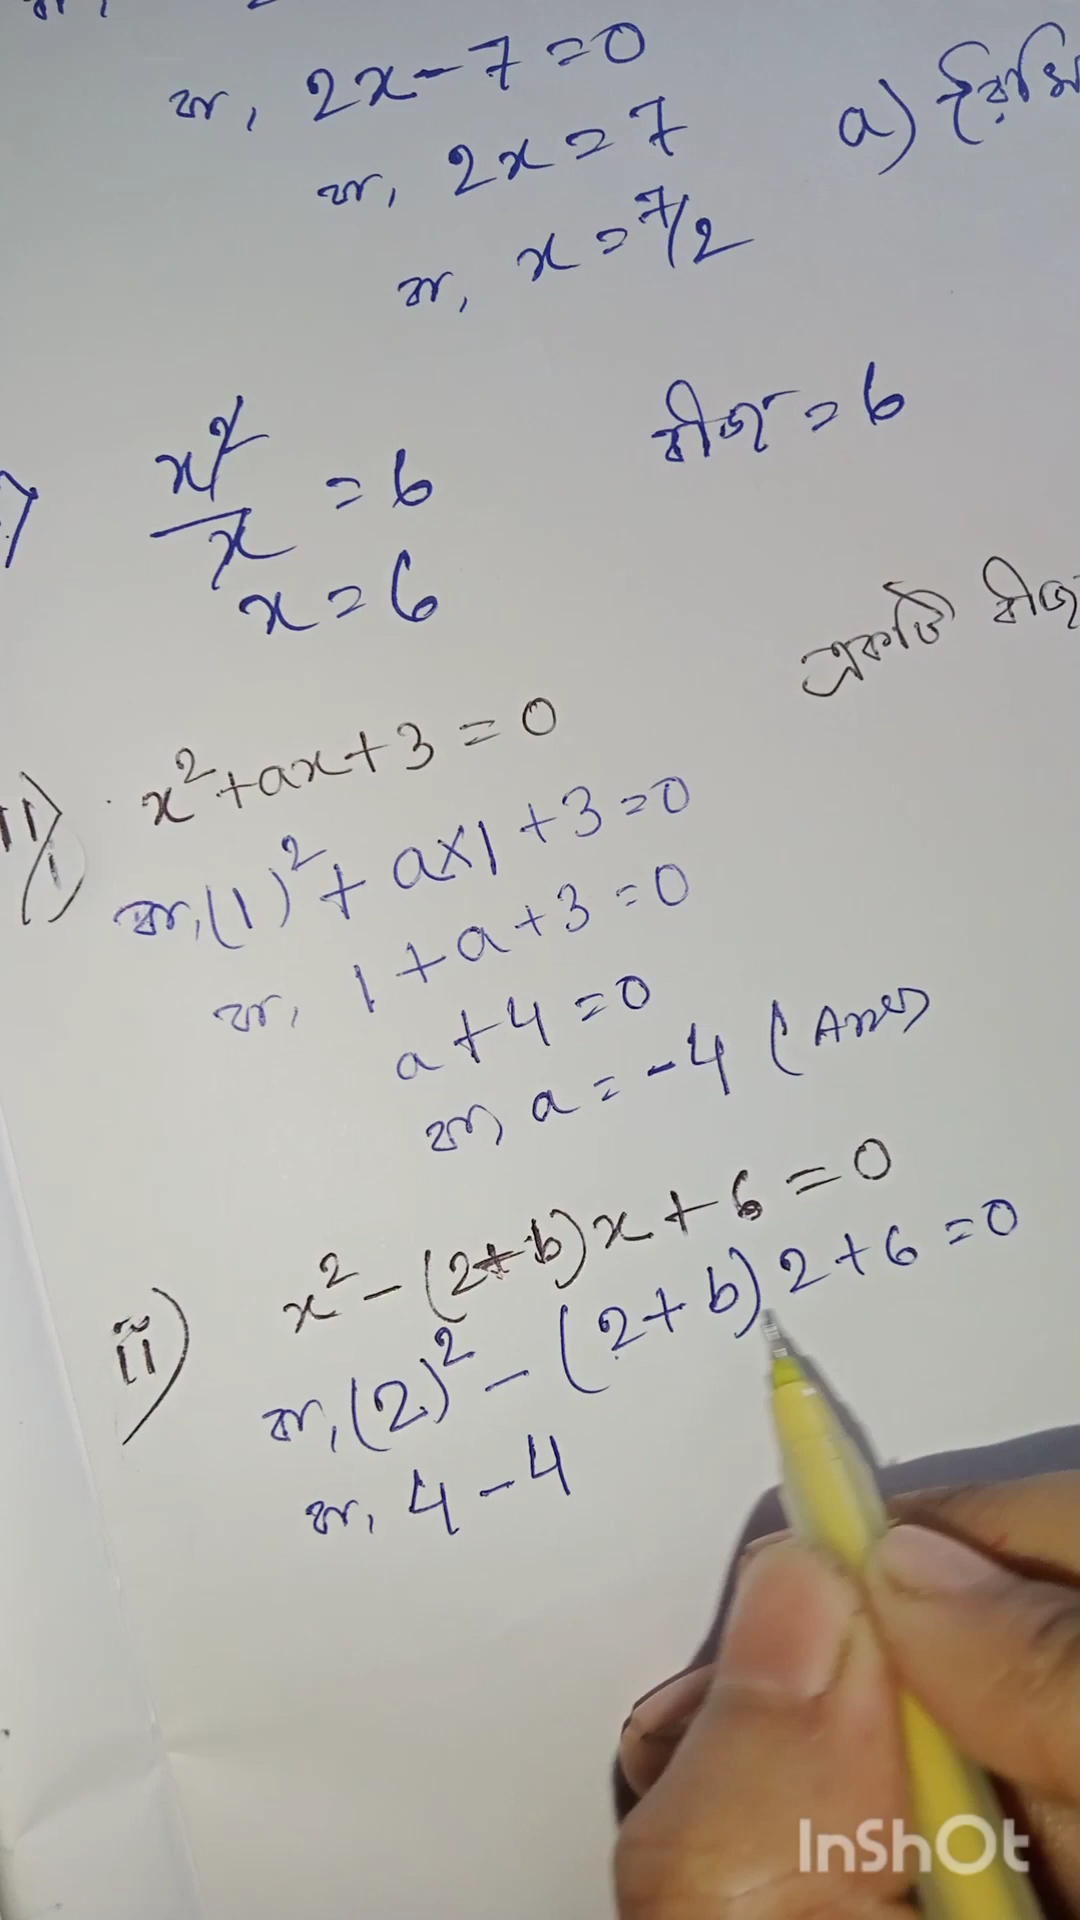 বা, 2x-7=0
বা, 2x=7
a)
বা, x=7/2
x²/x = 6
বীজ = 6
x=6
একটি বীজ
x²+ax+3=0
বা, (1)²+ a×1+3=0
বা, 1+a+3=0
a+4=0
বা, a=-4 (Ans)
ii) x²-(2+b)x+6=0
বা, (2)²-(2+b)2+6=0
বা, 4-4
InShOt